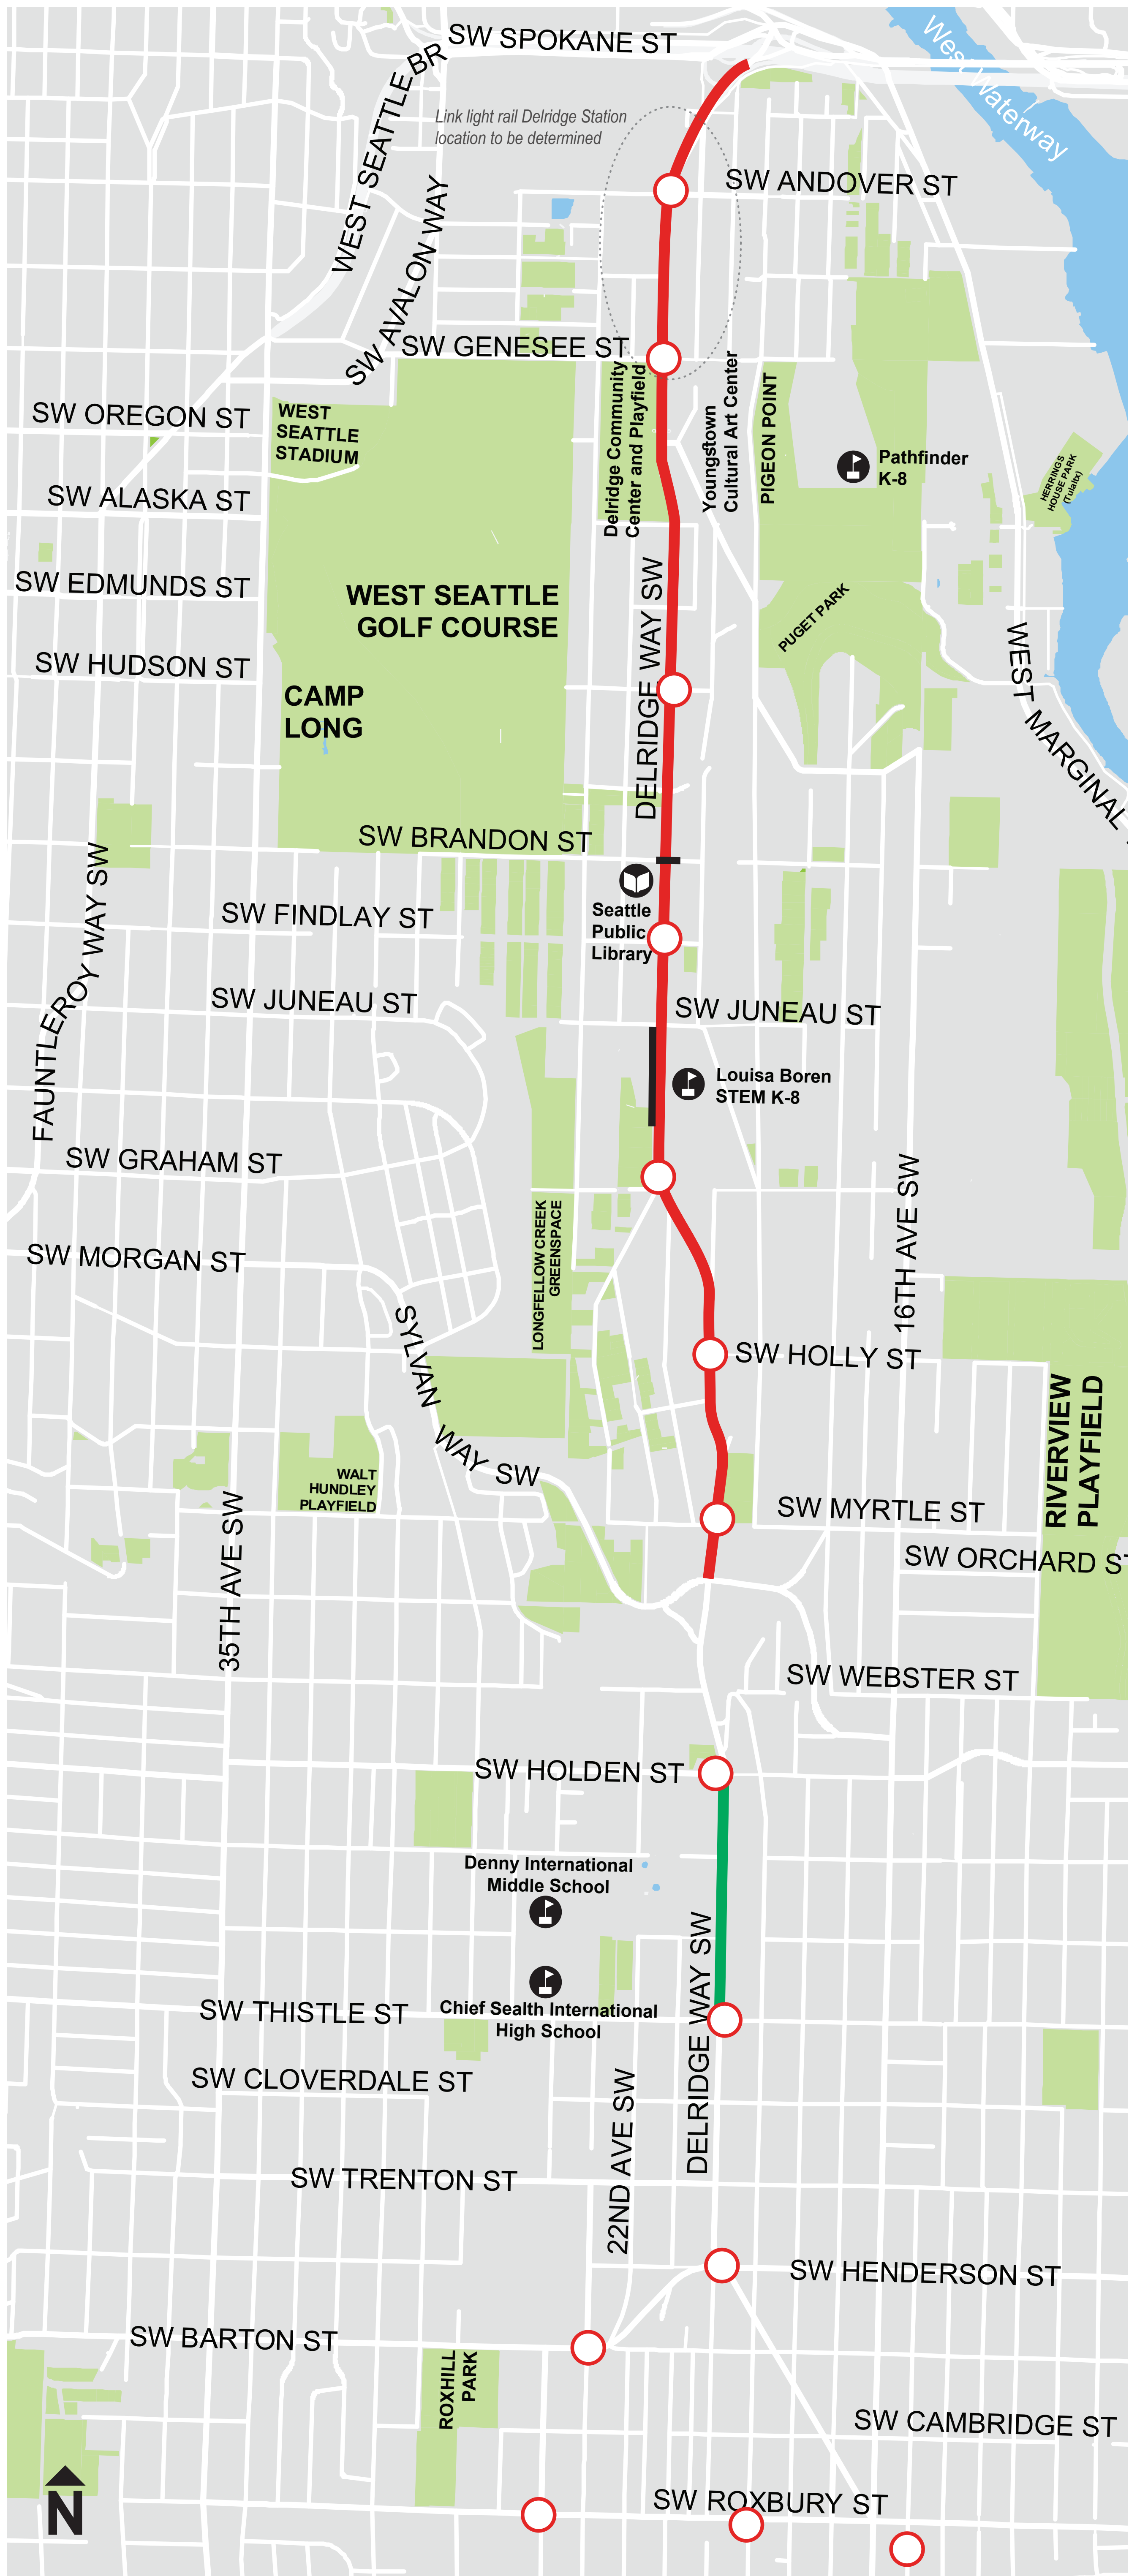 SW SPOKANE ST
WEST SEATTLE BR
West Waterway
Link light rail Delridge Station
location to be determined
SW ANDOVER ST
SW AVALON WAY
SW GENESEE ST
Delridge Community
Center and Playfield
Youngstown
Cultural Art Center
PIGEON POINT
SW OREGON ST
WEST
SEATTLE
STADIUM
Pathfinder
K-8
HERRINGS
HOUSE PARK
(Tulaltx)
SW ALASKA ST
SW EDMUNDS ST
WEST SEATTLE
GOLF COURSE
DELRIDGE WAY SW
PUGET PARK
SW HUDSON ST
CAMP
LONG
WEST MARGINAL
SW BRANDON ST
FAUNTLEROY WAY SW
Seattle
Public
Library
SW FINDLAY ST
SW JUNEAU ST
SW JUNEAU ST
Louisa Boren
STEM K-8
SW GRAHAM ST
16TH AVE SW
LONGFELLOW CREEK
GREENSPACE
SW MORGAN ST
SYLVAN WAY SW
SW HOLLY ST
RIVERVIEW
PLAYFIELD
WALT
HUNDLEY
PLAYFIELD
SW MYRTLE ST
35TH AVE SW
SW ORCHARD ST
SW WEBSTER ST
SW HOLDEN ST
Denny International
Middle School
DELRIDGE WAY SW
SW THISTLE ST
Chief Sealth International
High School
SW CLOVERDALE ST
22ND AVE SW
SW TRENTON ST
SW HENDERSON ST
SW BARTON ST
ROXHILL
PARK
SW CAMBRIDGE ST
N
SW ROXBURY ST